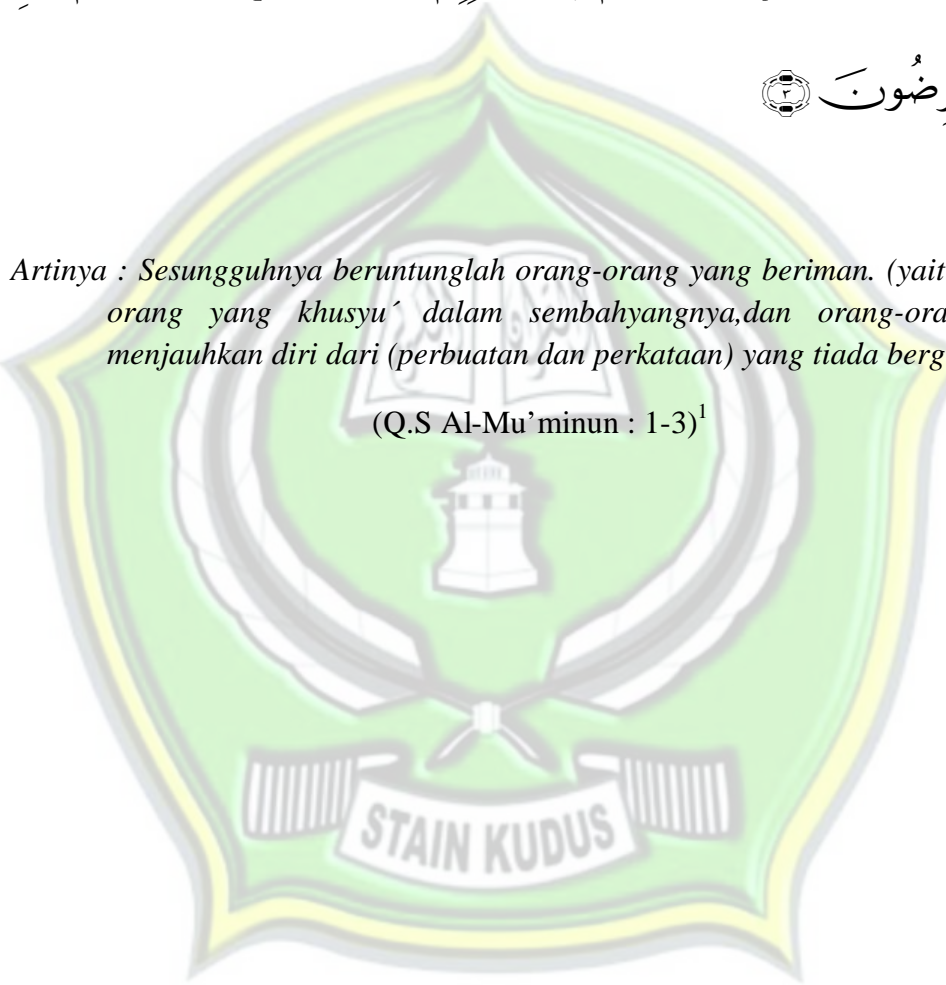 Artinya : Sesungguhnya beruntunglah orang-orang yang beriman. (yait
orang yang khusyu´ dalam sembahyangnya,dan orang-ora
menjauhkan diri dari (perbuatan dan perkataan) yang tiada berg
(Q.S Al-Mu’minun : 1-3)1
STAIN KUDUS